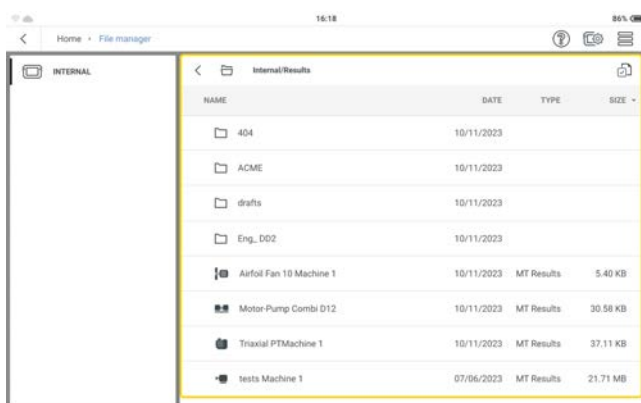 16:18
86%
Home · File manager
INTERNAL
Internal/Results
NAME DATE TYPE SIZE
404 10/11/2023
ACME 10/11/2023
drafts 10/11/2023
Eng_ DD2 10/11/2023
Airfoil Fan 10 Machine 1 10/11/2023 MT Results 5.40 KB
Motor-Pump Combi D12 10/11/2023 MT Results 30.58 KB
Triaxial PTMachine 1 10/11/2023 MT Results 37.11 KB
tests Machine 1 07/06/2023 MT Results 21.71 MB